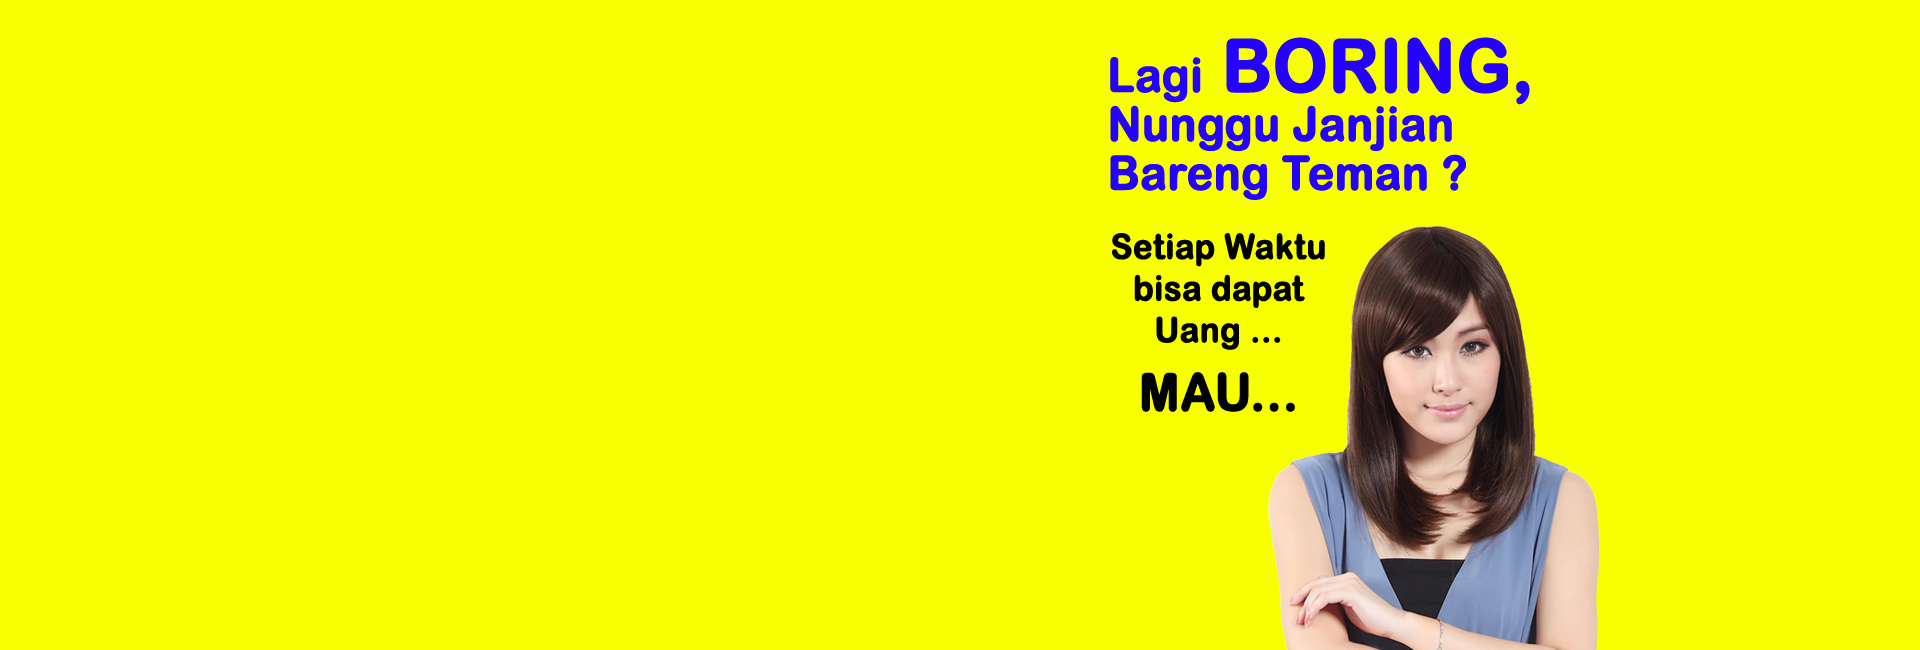 Lagi BORING,
Nunggu Janjian
Bareng Teman ?
Setiap Waktu
bisa dapat
Uang ...
MAU...